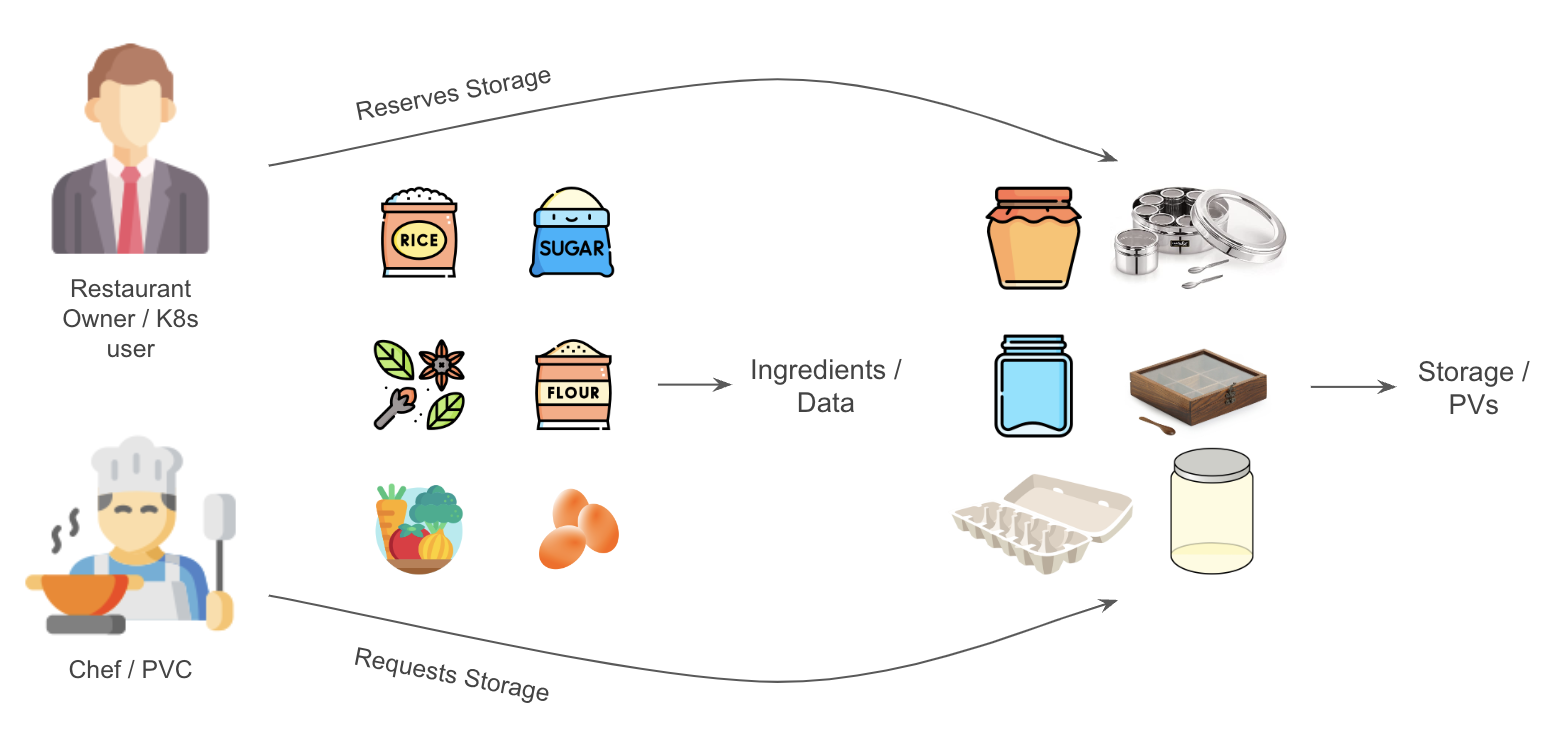 Reserves Storage
RICE
SUGAR
Restaurant
Owner / K8s
user
FLOUR
Ingredients /
Data
Storage /
PVs
Chef / PVC
Requests Storage